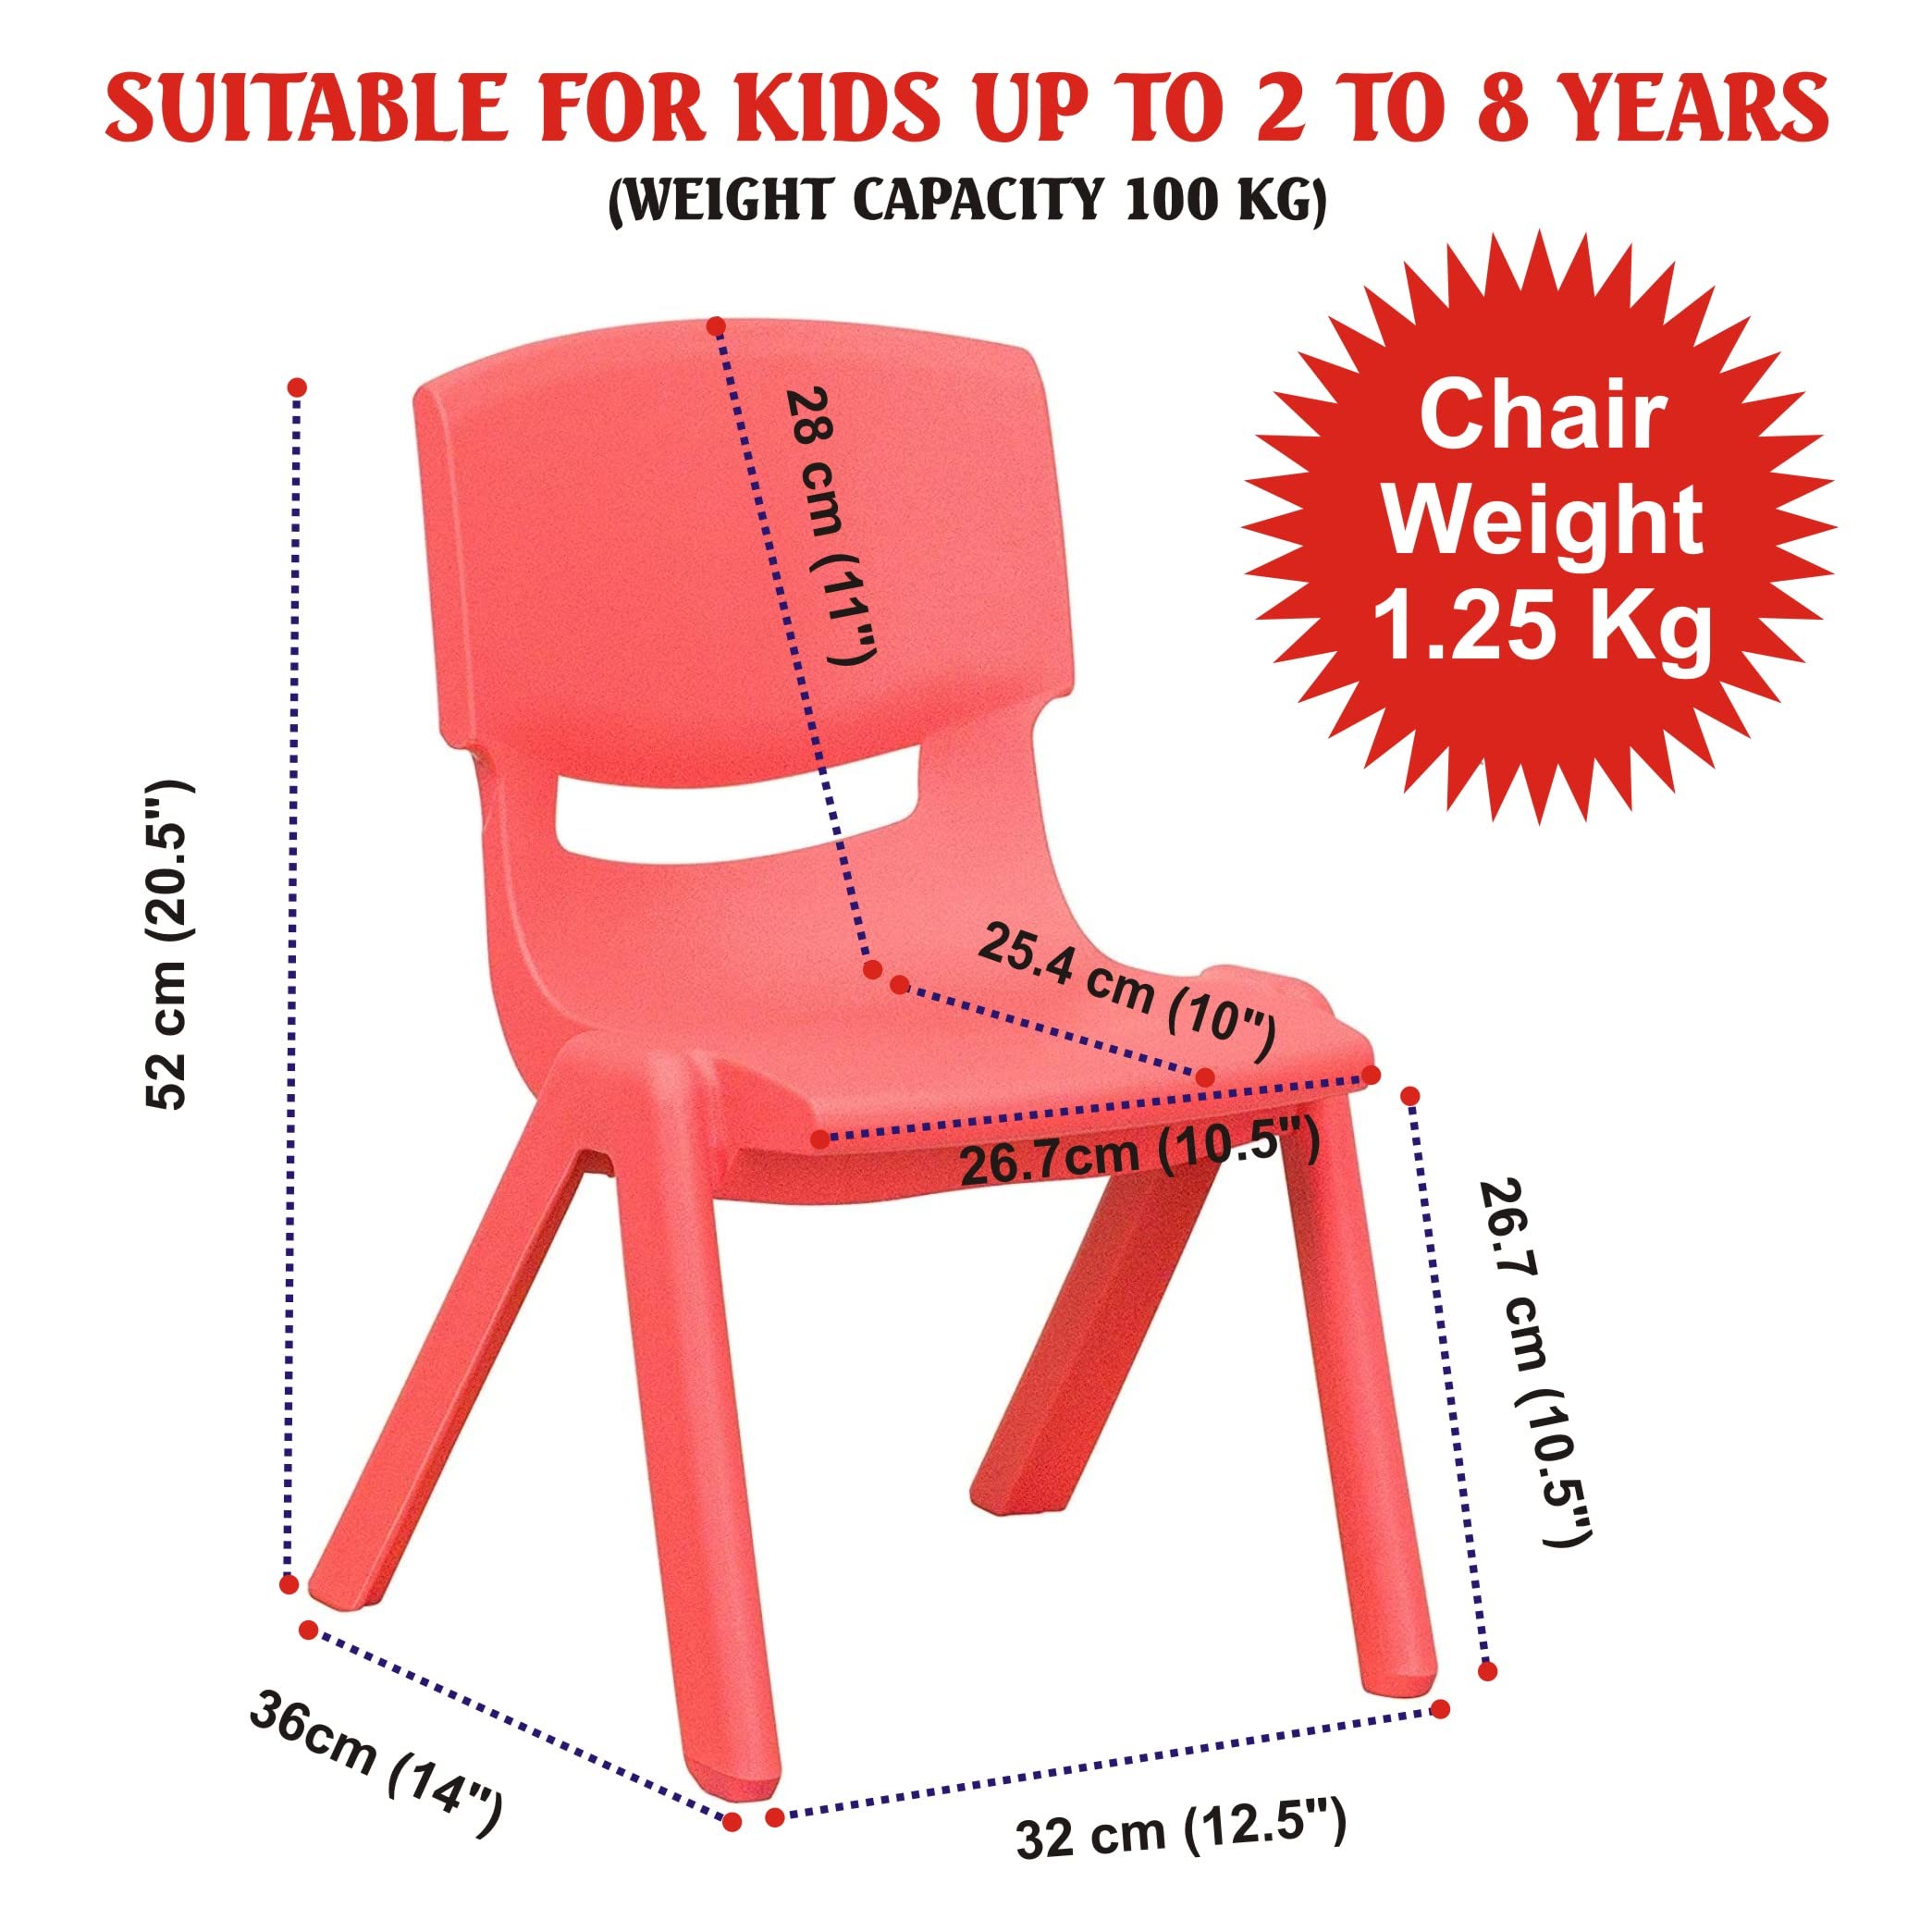 SUITABLE FOR KIDS UP TO 2 TO 8 YEARS
(WEIGHT CAPACITY 100 KG)
Chair
Weight
1.25 Kg
28 cm (11")
52 cm (20.5")
25.4 cm (10")
26.7cm (10.5")
26.7 cm (10.5")
36cm (14")
32 cm (12.5")